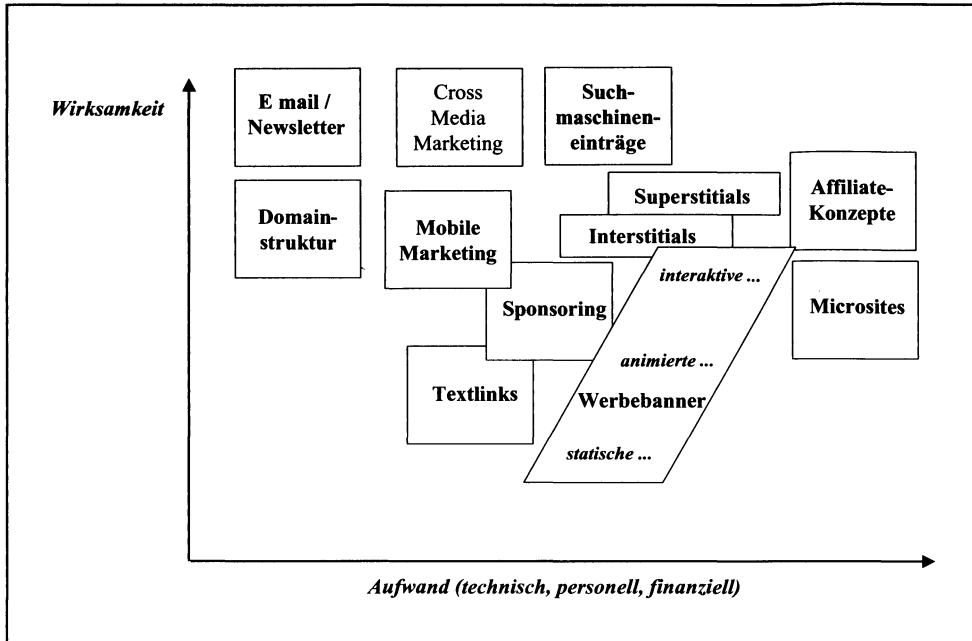 Wirksamkeit
E mail /
Newsletter
Cross
Media
Marketing
Such-
maschinen-
einträge
Domain-
struktur
Mobile
Marketing
Superstitials
Interstitials
Affiliate-
Konzepte
interaktive ...
Sponsoring
Microsites
animierte ...
Textlinks
Werbebanner
statische ...
Aufwand (technisch, personell, finanziell)